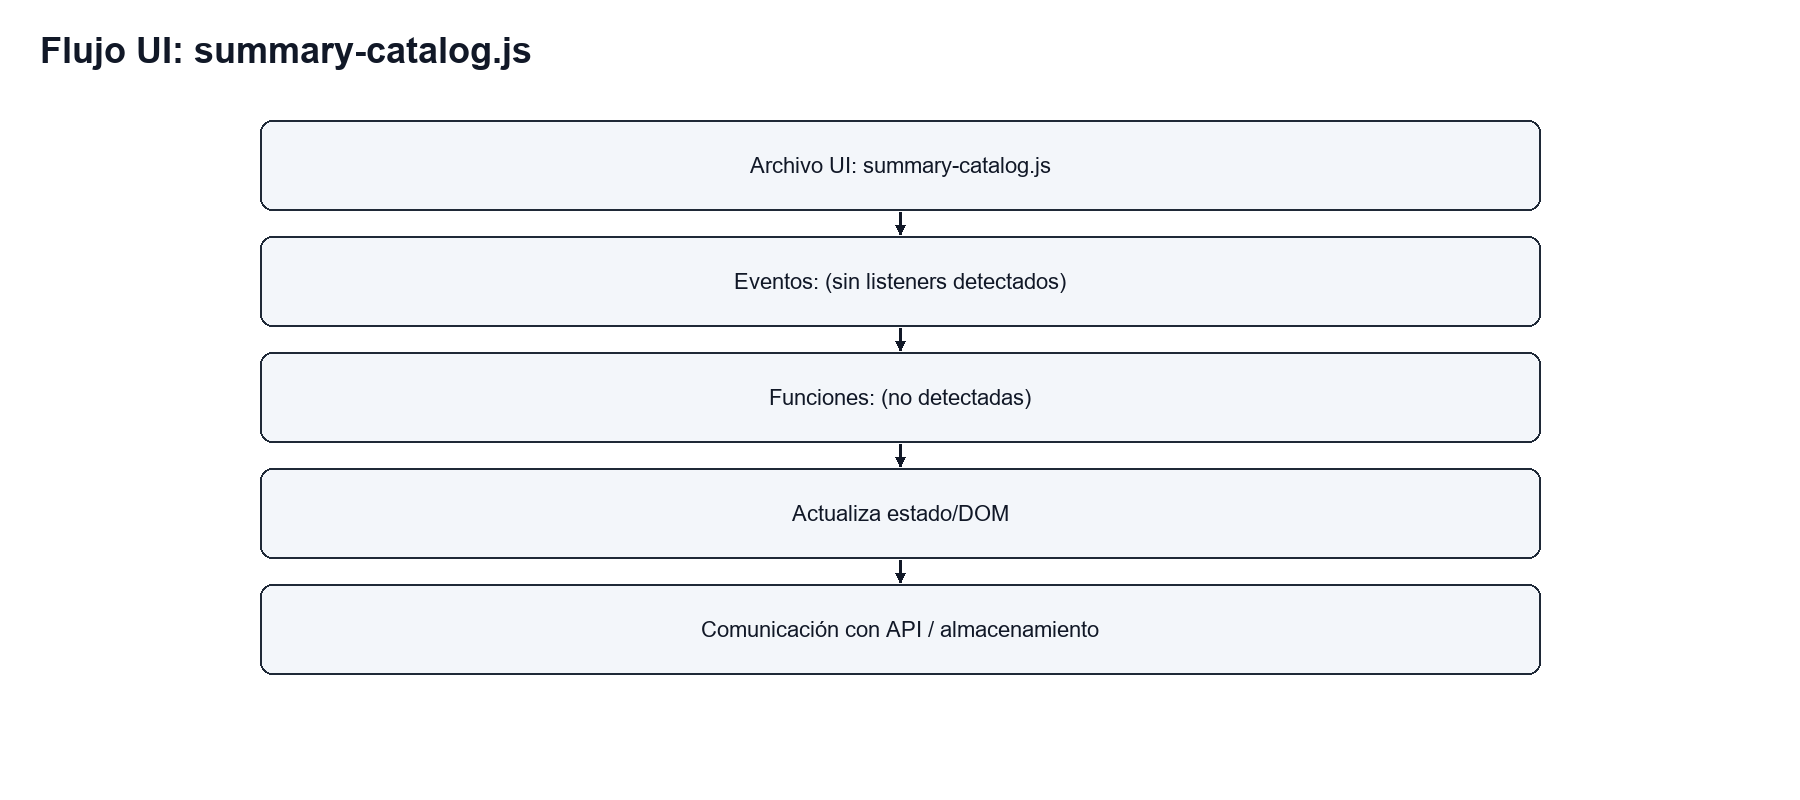 Flujo UI: summary-catalog.js
Archivo UI: summary-catalog.js
Eventos: (sin listeners detectados)
Funciones: (no detectadas)
Actualiza estado/DOM
Comunicación con API / almacenamiento